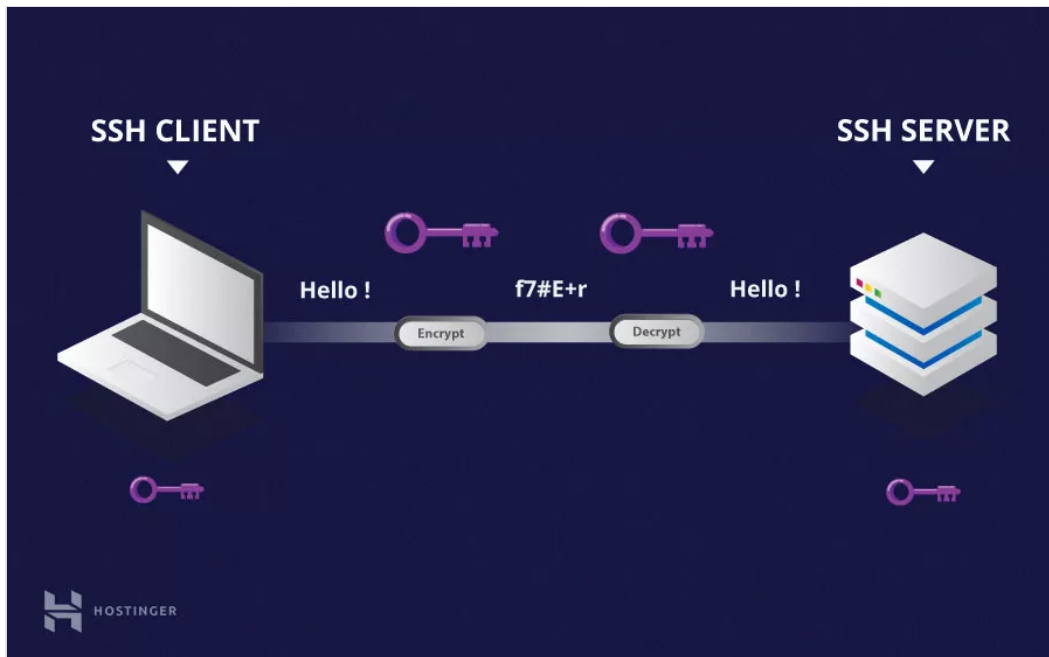 SSH CLIENT
SSH SERVER
Hello !
f7#E+r
Hello !
Encrypt
Decrypt
HOSTINGER